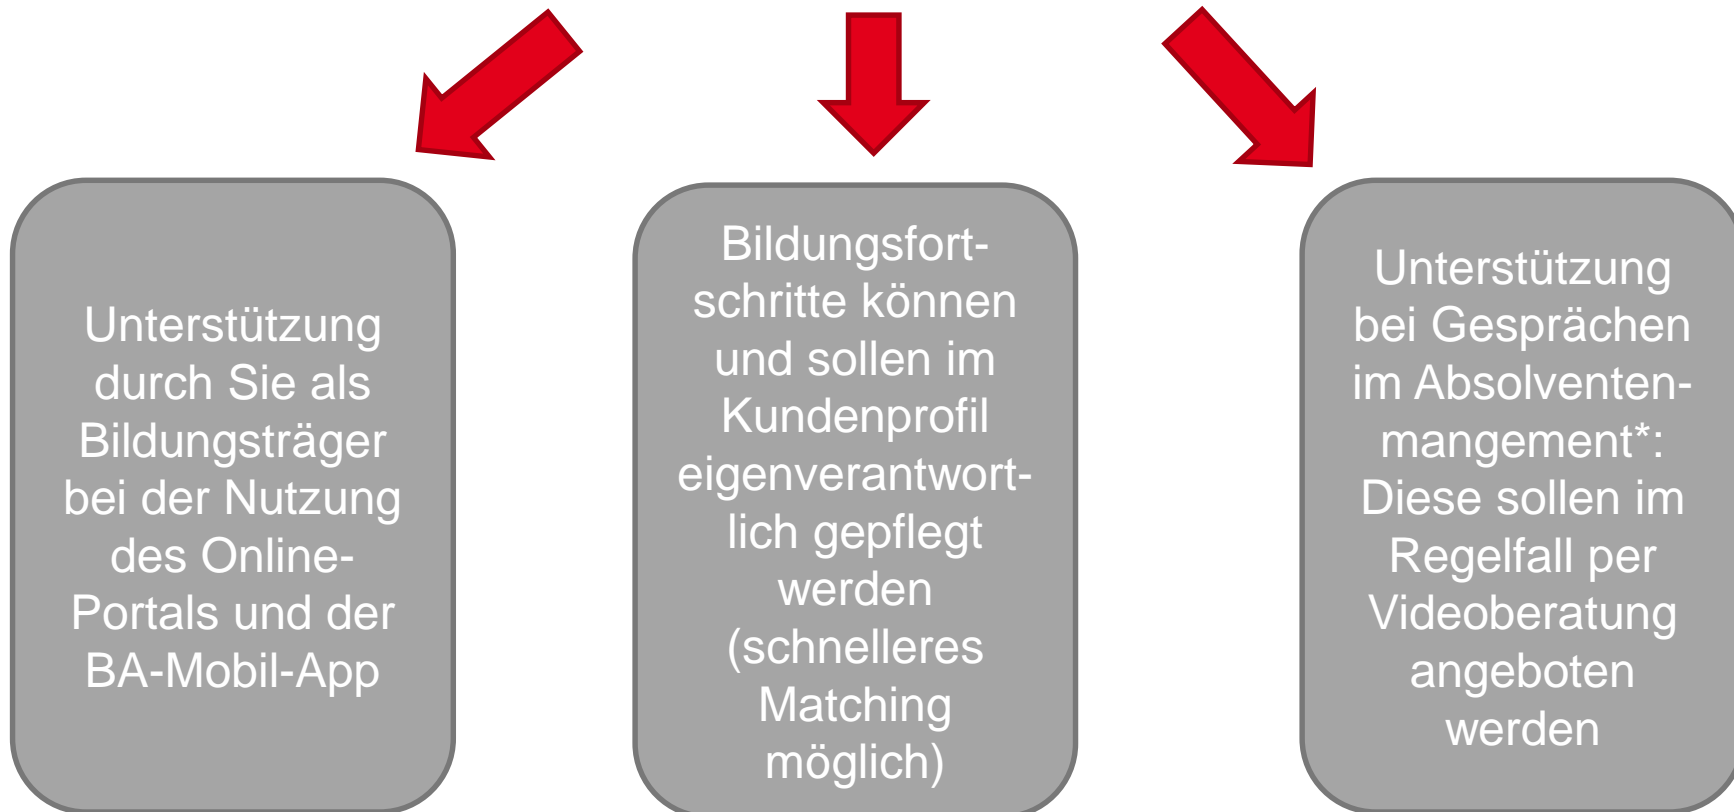 Unterstützung
durch Sie als
Bildungsträger
bei der Nutzung
des Online-
Portals und der
BA-Mobil-App
Bildungsfort-
schritte können
und sollen im
Kundenprofil
eigenverantwort-
lich gepflegt
werden
(schnelleres
Matching
möglich)
Unterstützung
bei Gesprächen
im Absolventen-
mangement*:
Diese sollen im
Regelfall per
Videoberatung
angeboten
werden